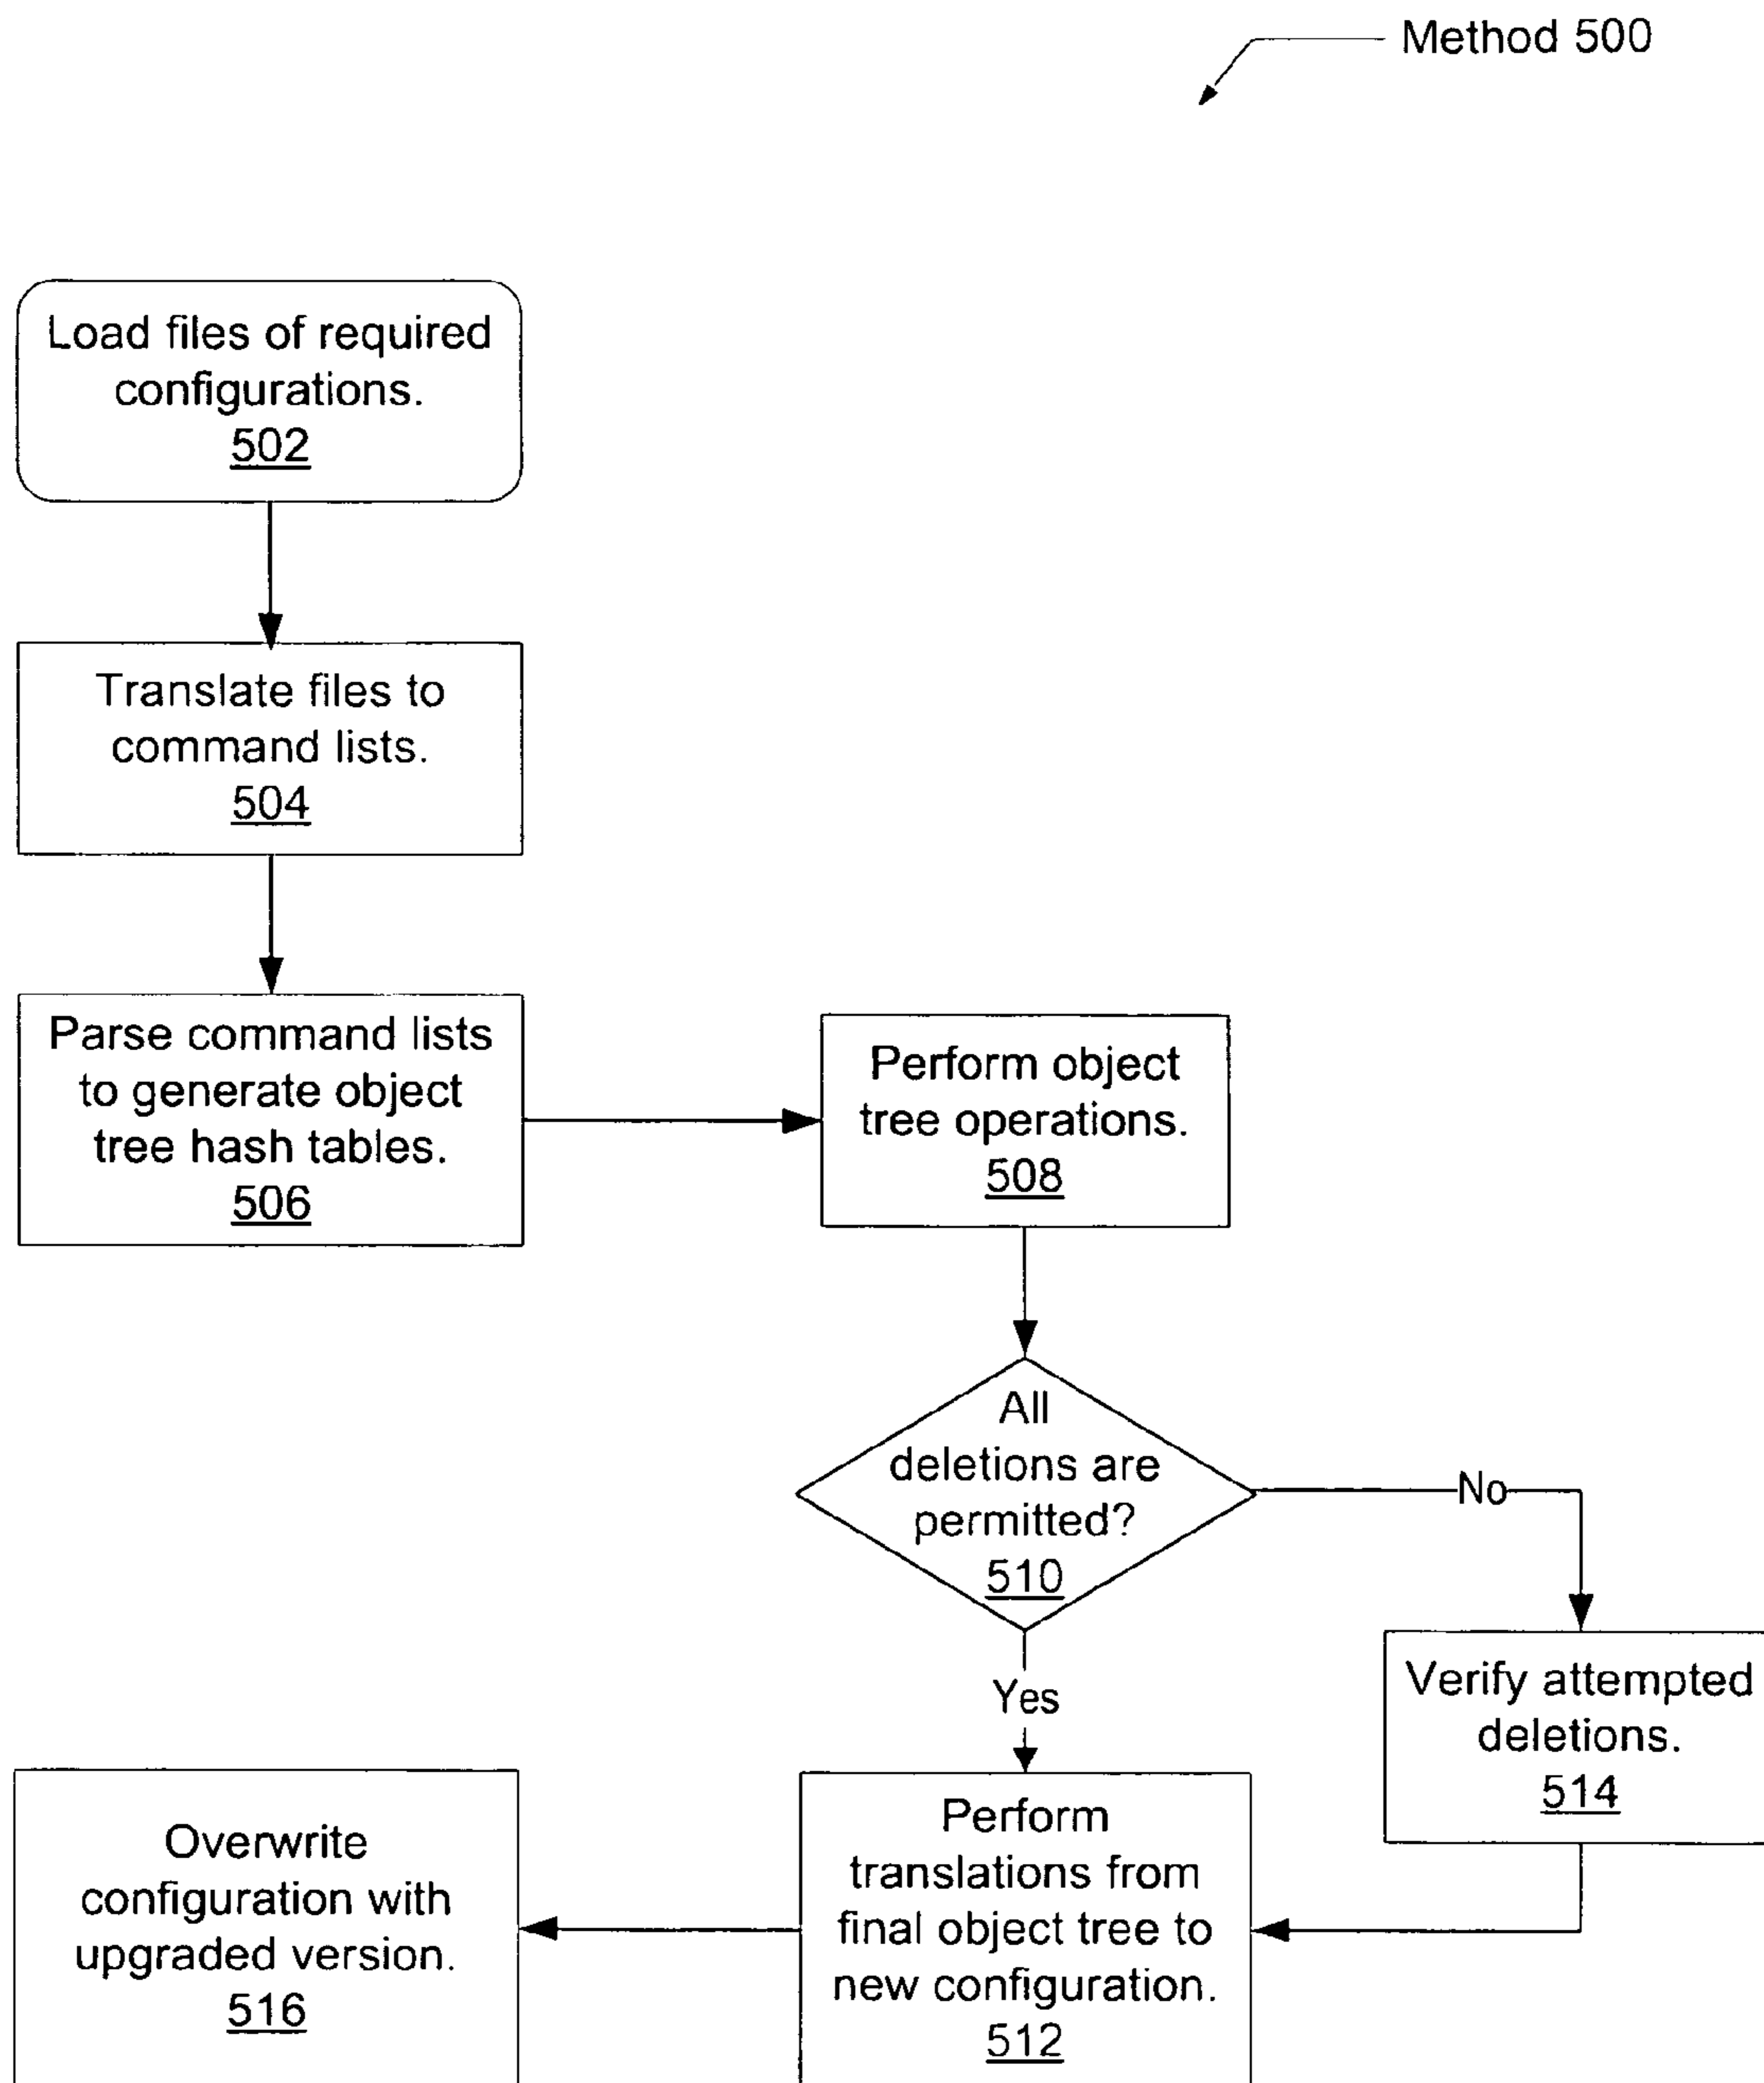 Method 500
Load files of required
configurations.
502
Translate files to
command lists.
504
Parse command lists
to generate object
tree hash tables.
506
Perform object
tree operations.
508
All
deletions are
permitted?
510
No
Yes
Verify attempted
deletions.
514
Perform
translations from
final object tree to
new configuration.
512
Overwrite
configuration with
upgraded version.
516